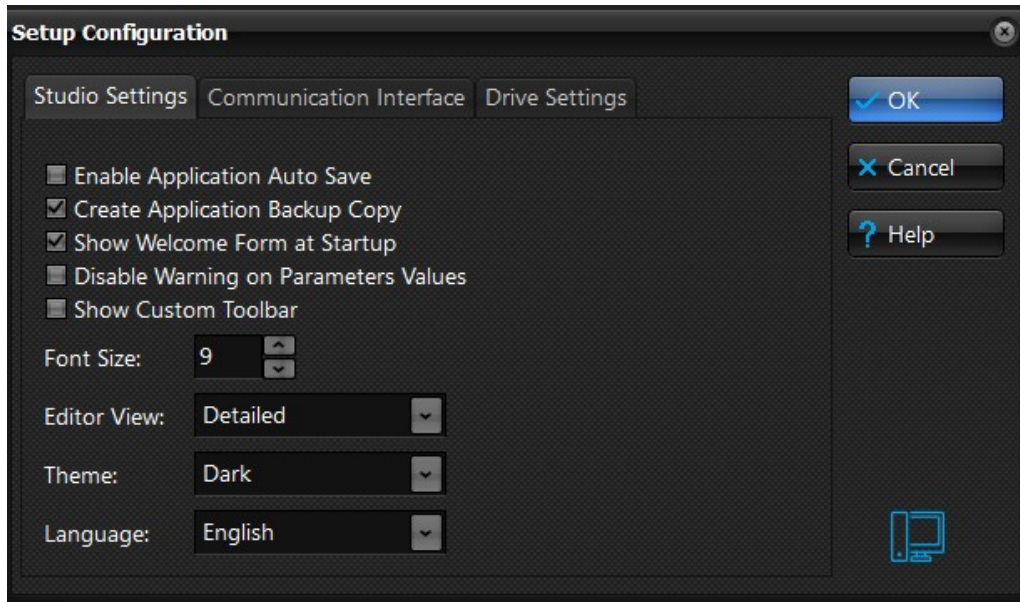 Setup Configuration
Studio Settings Communication Interface Drive Settings
OK
Cancel
Help
Enable Application Auto Save
Create Application Backup Copy
Show Welcome Form at Startup
Disable Warning on Parameters Values
Show Custom Toolbar
Font Size: 9
Editor View: Detailed
Theme: Dark
Language: English